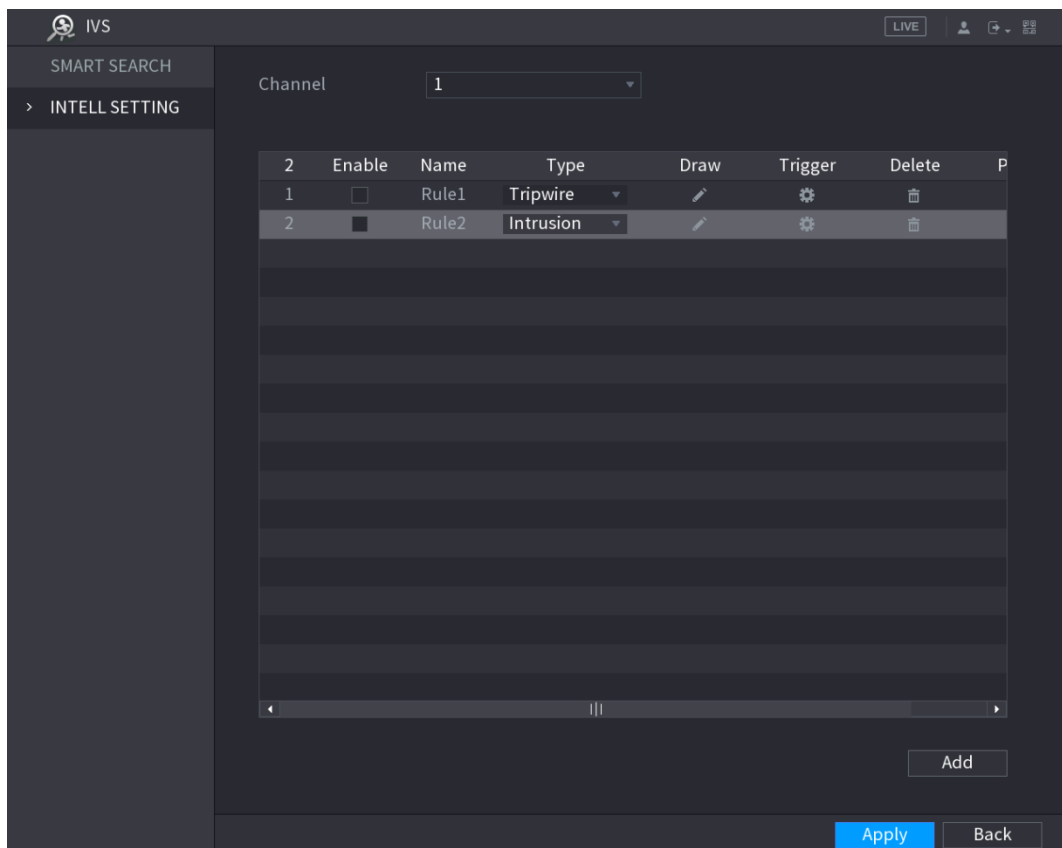 IVS LIVE
SMART SEARCH
INTELL SETTING
Channel 1
2 Enable Name Type Draw Trigger Delete P
1 Rule1 Tripwire
2 Rule2 Intrusion
Add
Apply Back